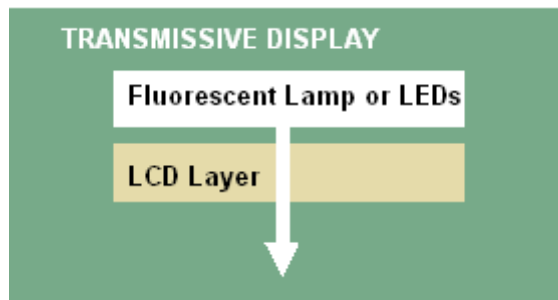 TRANSMISSIVE DISPLAY
Fluorescent Lamp or LEDs
LCD Layer